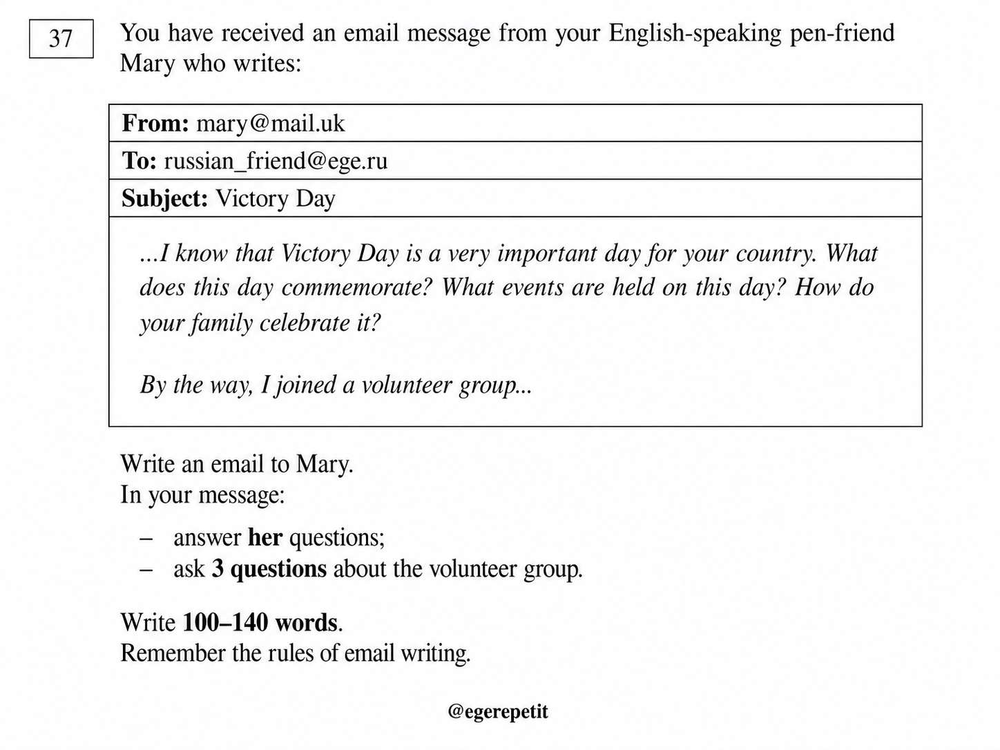 37
You have received an email message from your English-speaking pen-friend
Mary who writes:
From: mary@mail.uk
To: russian_friend@ege.ru
Subject: Victory Day
...I know that Victory Day is a very important day for your country. What
does this day commemorate? What events are held on this day? How do
your family celebrate it?
By the way, I joined a volunteer group...
Write an email to Mary.
In your message:
– answer her questions;
– ask 3 questions about the volunteer group.
Write 100–140 words.
Remember the rules of email writing.
@egerepetit